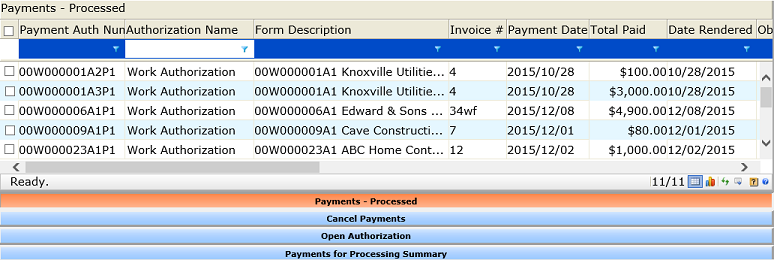 Payments - Processed
Payment Auth Nun Authorization Name Form Description Invoice # Payment Date Total Paid Date Rendered Ob
00W000001A2P1 Work Authorization 00W000001A1 Knoxville Utilitie... 4 2015/10/28 $100.00 10/28/2015
00W000001A3P1 Work Authorization 00W000001A1 Knoxville Utilitie... 4 2015/10/28 $3,000.00 10/28/2015
00W000006A1P1 Work Authorization 00W000006A1 Edward & Sons ... 34wf 2015/12/08 $4,900.00 12/08/2015
00W000009A1P1 Work Authorization 00W000009A1 Cave Constructi... 7 2015/12/01 $80.00 12/01/2015
00W000023A1P1 Work Authorization 00W000023A1 ABC Home Cont... 12 2015/12/02 $1,000.00 12/02/2015
Ready. 11/11
Payments - Processed
Cancel Payments
Open Authorization
Payments for Processing Summary